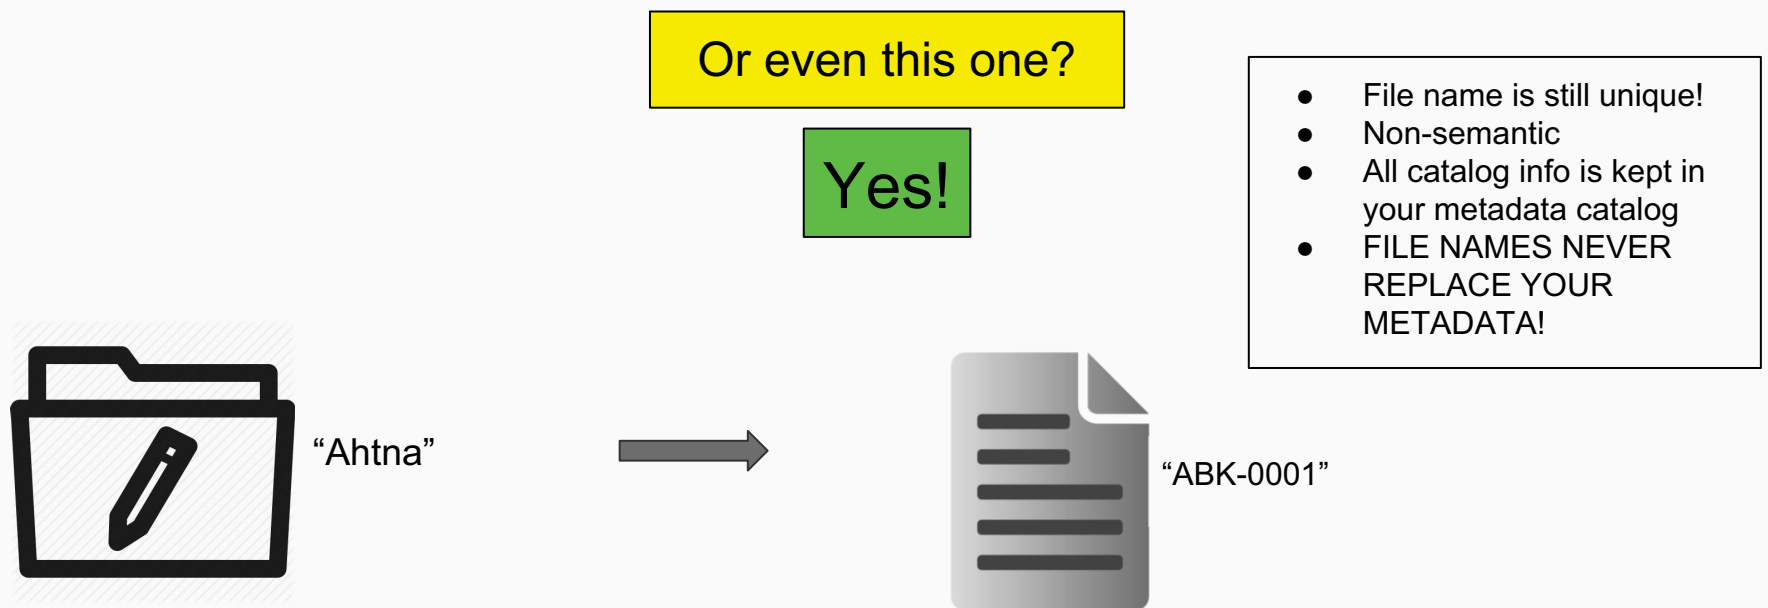 Or even this one?
Yes!
● File name is still unique!
● Non-semantic
● All catalog info is kept in
your metadata catalog
● FILE NAMES NEVER
REPLACE YOUR
METADATA!
“Ahtna”
“ABK-0001”